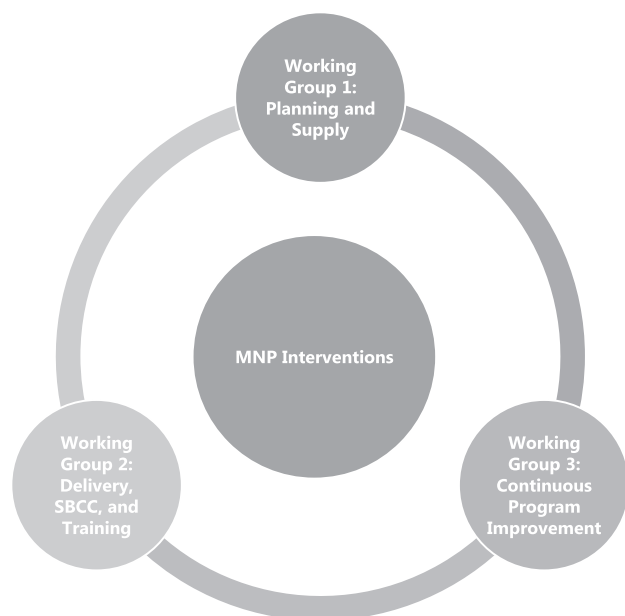 Working
Group 1:
Planning and
Supply
MNP Interventions
Working
Group 2:
Delivery,
SBCC, and
Training
Working
Group 3:
Continuous
Program
Improvement